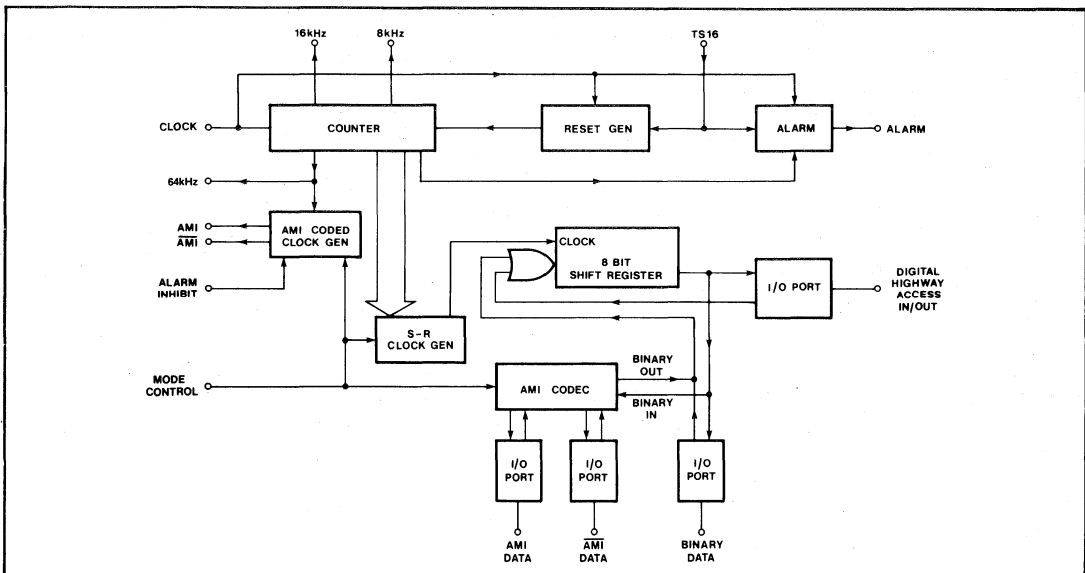 16kHz
8kHz
TS16
CLOCK
COUNTER
RESET GEN
ALARM
ALARM
64kHz
AMI
AMI
AMI CODED
CLOCK GEN
ALARM
INHIBIT
CLOCK
8 BIT
SHIFT REGISTER
I/O PORT
DIGITAL
HIGHWAY
ACCESS
IN/OUT
S-R
CLOCK GEN
MODE
CONTROL
AMI CODEC
BINARY
OUT
BINARY
IN
I/O
PORT
I/O
PORT
I/O
PORT
AMI
DATA
AMI
DATA
BINARY
DATA